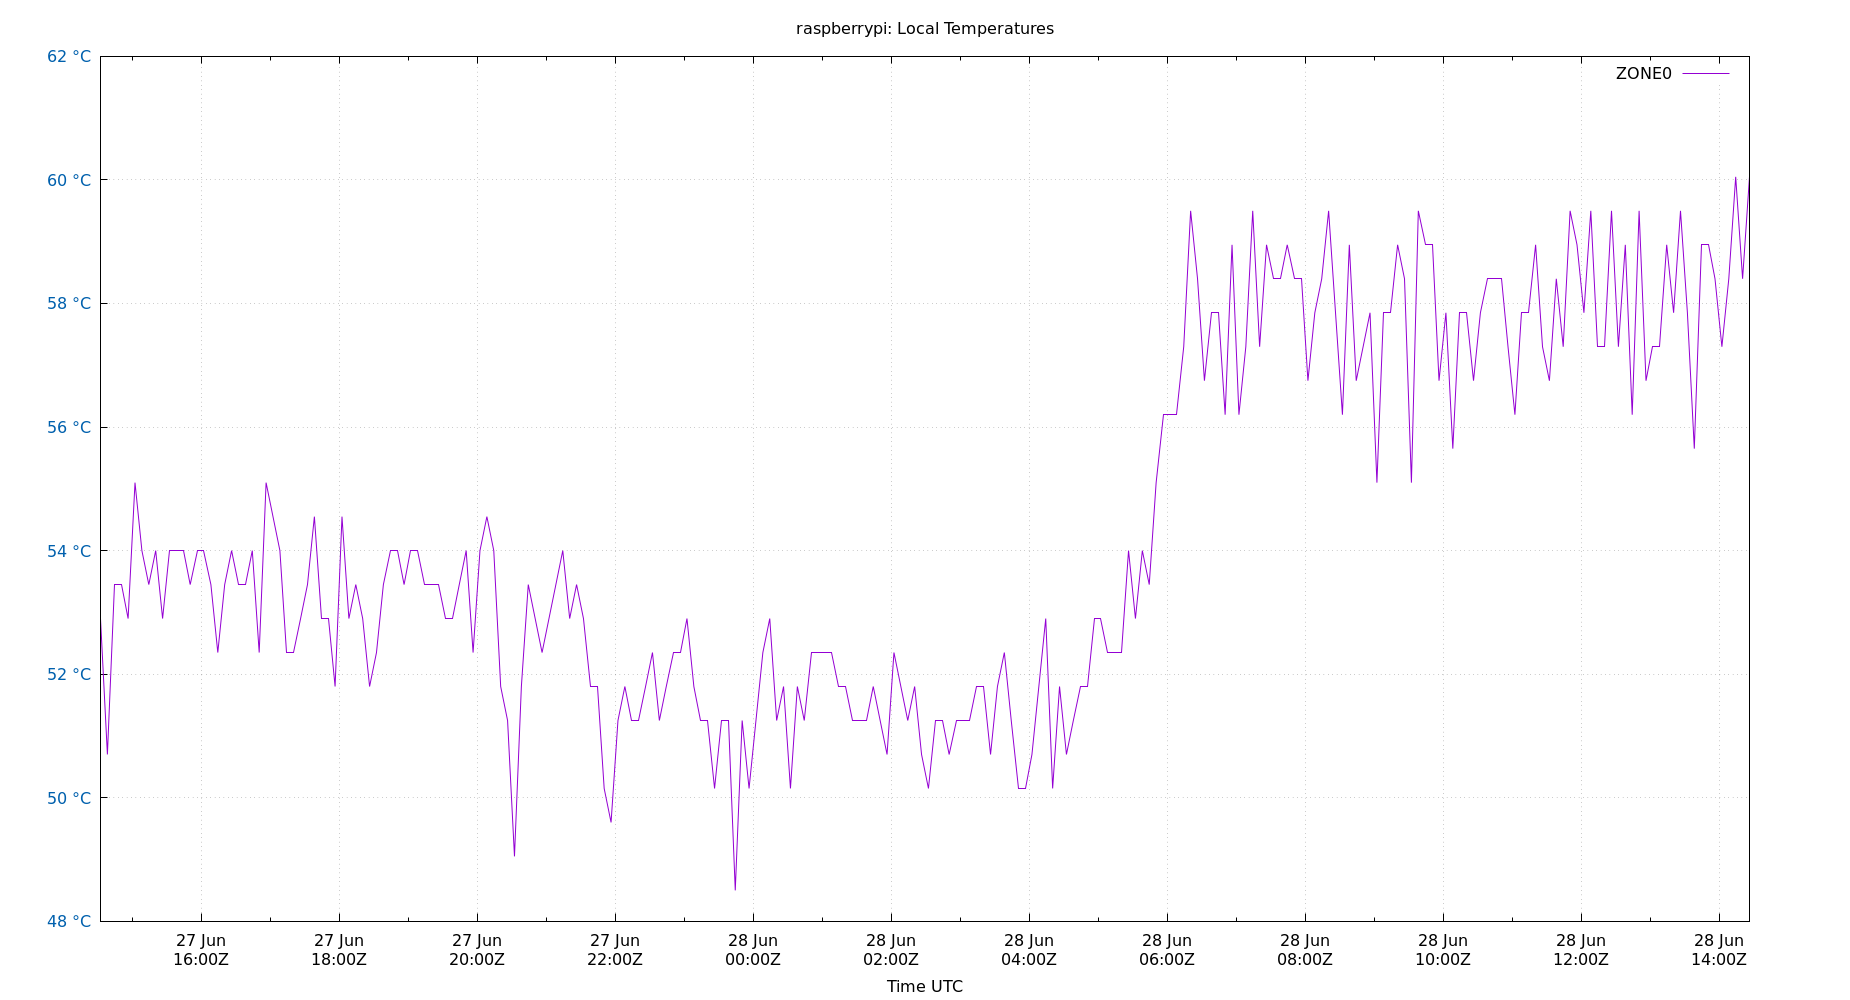 raspberrypi: Local Temperatures
62 °C
ZONE0
60 °C
58 °C
56 °C
54 °C
52 °C
50 °C
48 °C
27 Jun 27 Jun 27 Jun 27 Jun 28 Jun 28 Jun 28 Jun 28 Jun 28 Jun 28 Jun 28 Jun 28 Jun
16:00Z 18:00Z 20:00Z 22:00Z 00:00Z 02:00Z 04:00Z 06:00Z 08:00Z 10:00Z 12:00Z 14:00Z
Time UTC